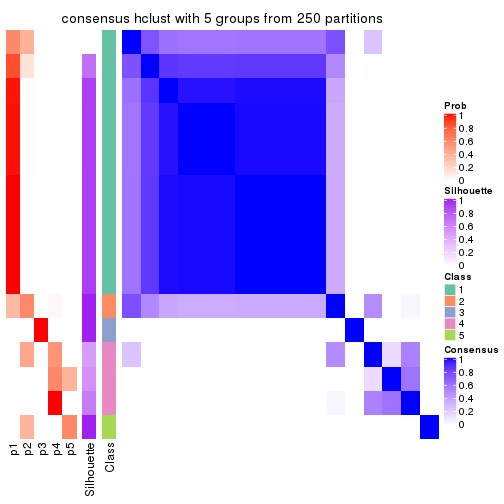 consensus hclust with 5 groups from 250 partitions
Prob
1
0.8
0.6
0.4
0.2
0
Silhouette
1
0.8
0.6
0.4
0.2
0
Class
1
2
3
4
5
Consensus
1
0.8
0.6
0.4
0.2
0
p1
p2
p3
p4
p5
Silhouette
Class